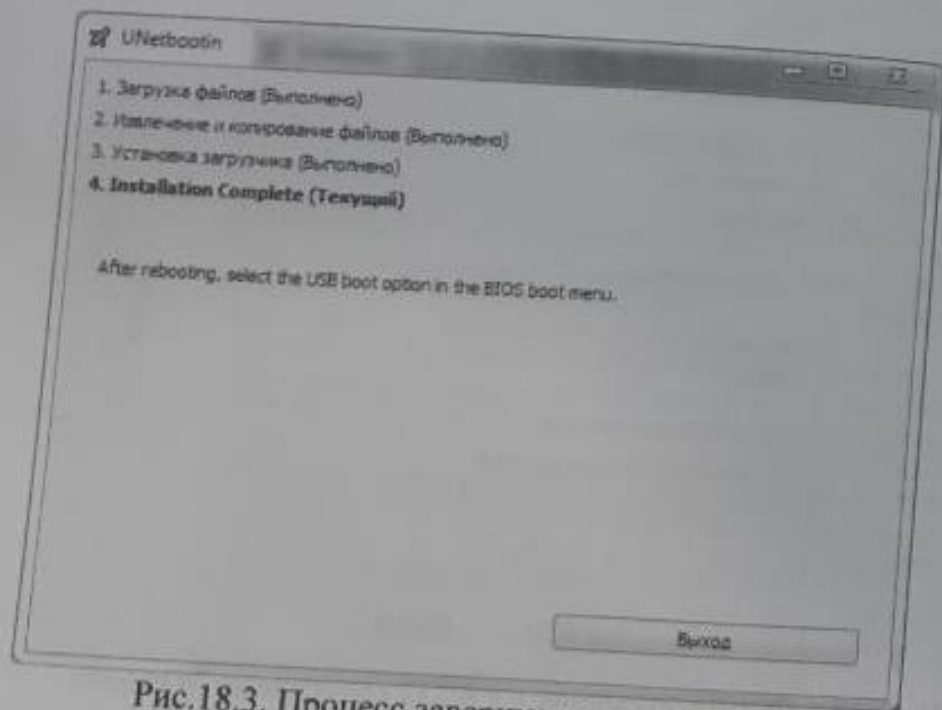 UNetbootin
1. Загрузка файлов (Выполнено)
2. Извлечение и копирование файлов (Выполнено)
3. Установка загрузчика (Выполнено)
4. Installation Complete (Текущий)
After rebooting, select the USB boot option in the BIOS boot menu.
Выход
Рис.18.3. Процесс